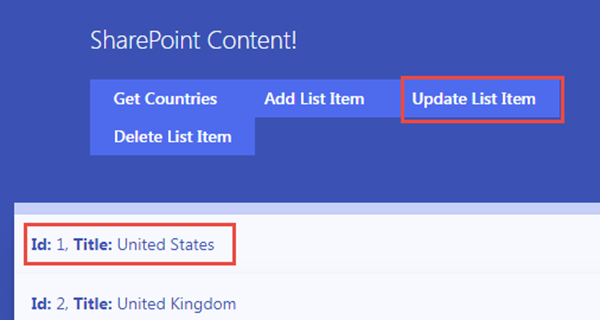 SharePoint Content!
Get Countries Add List Item Update List Item
Delete List Item
Id: 1, Title: United States
Id: 2, Title: United Kingdom